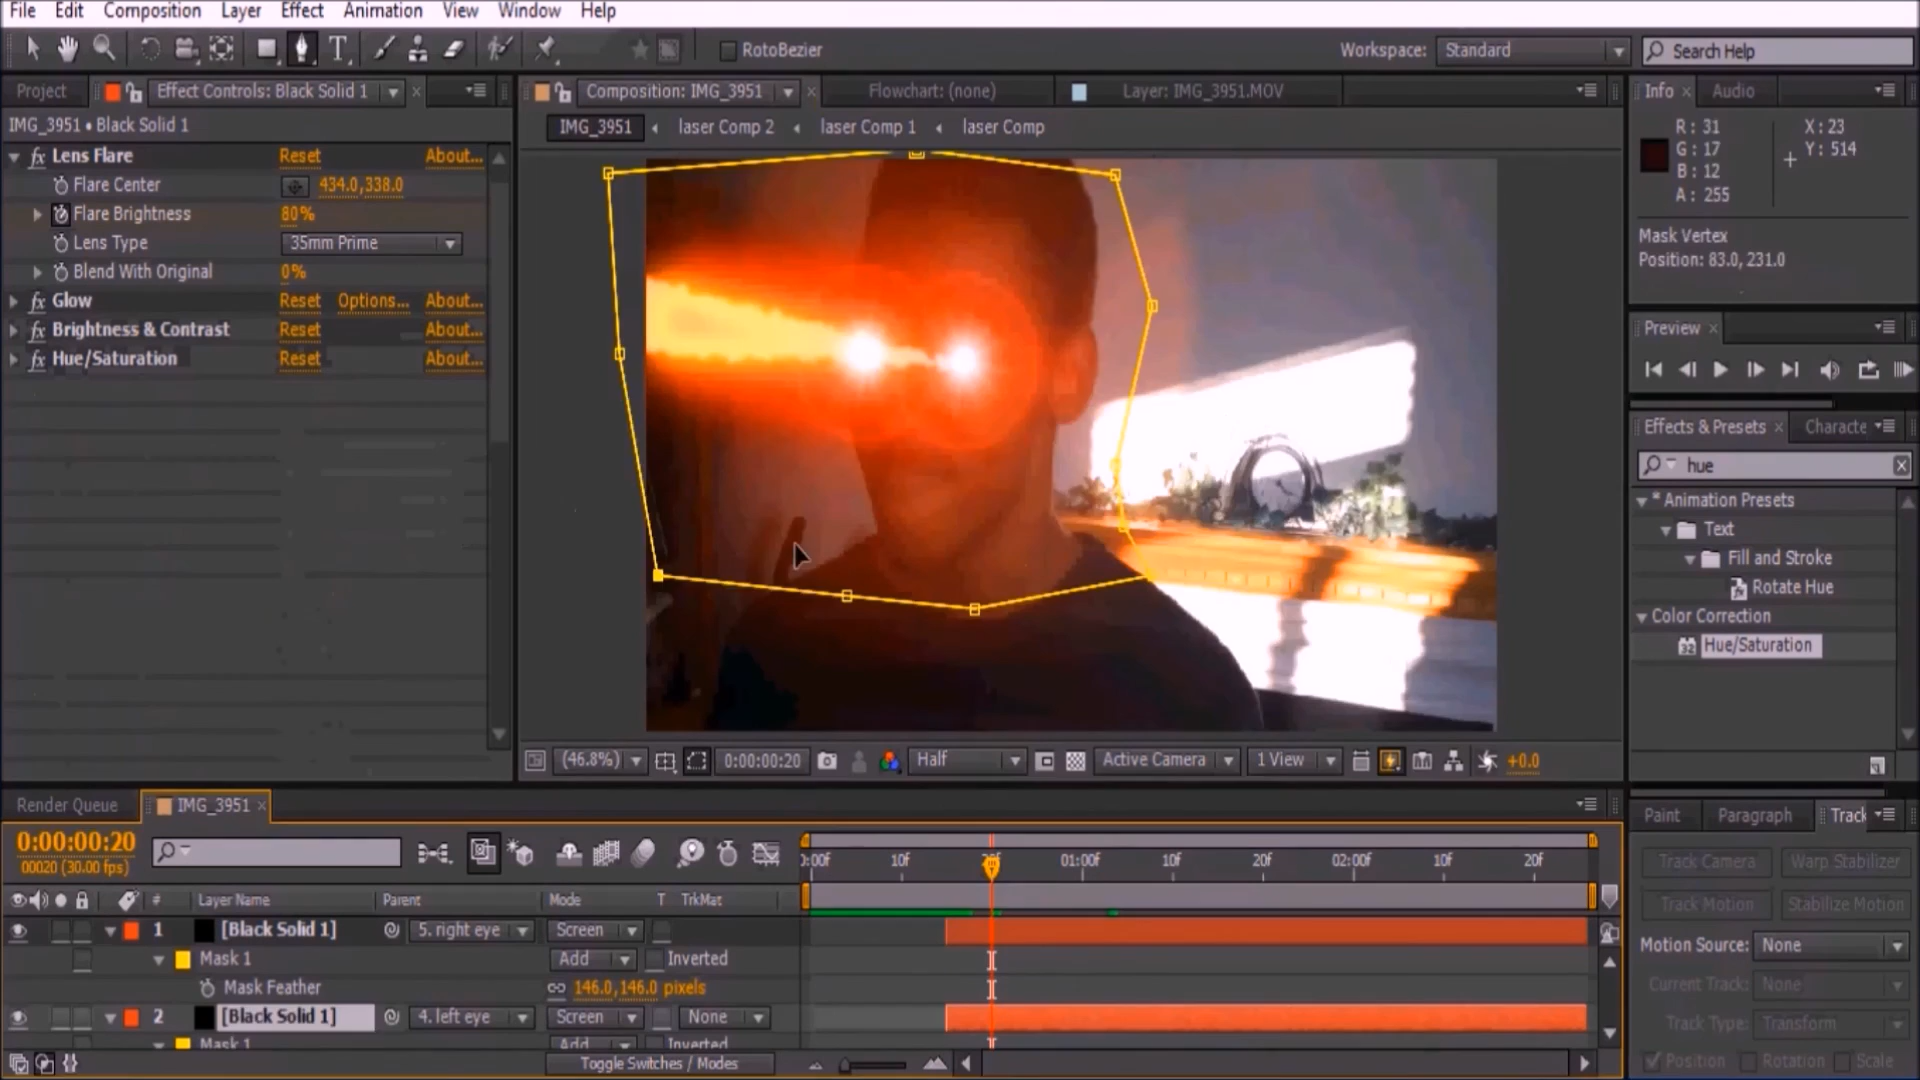 File Edit Composition Layer Effect Animation View Window Help
RotoBezier
Workspace: Standard
Search Help
Project
Effect Controls: Black Solid 1
IMG_3951 • Black Solid 1
Lens Flare Reset About...
Flare Center 434.0,338.0
Flare Brightness 80%
Lens Type 35mm Prime
Blend With Original 0%
Glow Reset Options... About...
Brightness & Contrast Reset About...
Hue/Saturation Reset About...
Composition: IMG_3951
Flowchart: (none)
Layer: IMG_3951.MOV
IMG_3951 laser Comp 2 laser Comp 1 laser Comp
(46.8%) 0:00:00:20 Half Active Camera 1 View +0.0
Info Audio
R: 31 X: 23
G: 17 Y: 514
B: 12
A: 255
Mask Vertex
Position: 83.0, 231.0
Preview
Effects & Presets Characte
hue
* Animation Presets
Text
Fill and Stroke
Rotate Hue
Color Correction
32 Hue/Saturation
Render Queue IMG_3951
0:00:00:20
00020 (30.00 fps)
0:00f 10f 20f 01:00f 10f 20f 02:00f 10f 20f
# Layer Name Parent Mode T TrkMat
1 [Black Solid 1] 5. right eye Screen
Mask 1 Add Inverted
Mask Feather 146.0,146.0 pixels
2 [Black Solid 1] 4. left eye Screen None
Mask 1 Add Inverted
Toggle Switches / Modes
Paint Paragraph Track
Track Camera Warp Stabilizer
Track Motion Stabilize Motion
Motion Source: None
Current Track: None
Track Type: Transform
Position Rotation Scale